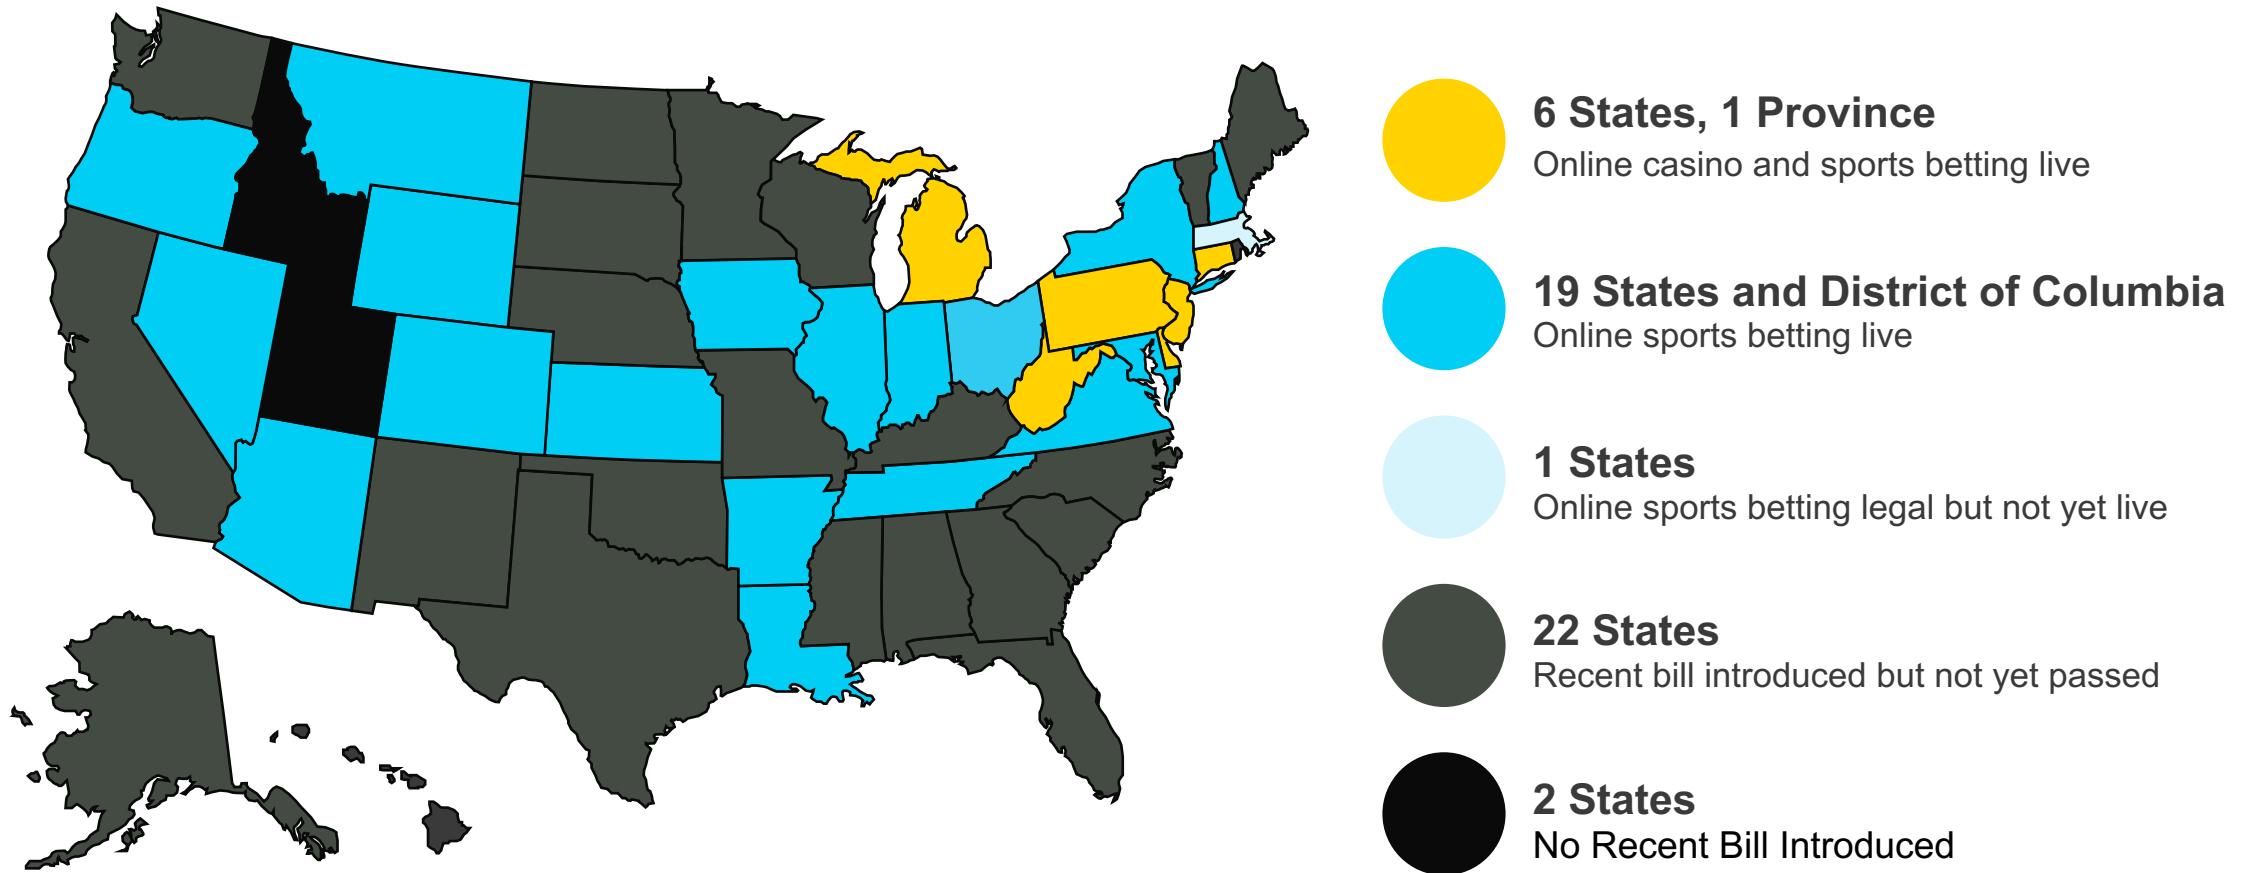 6 States, 1 Province
Online casino and sports betting live
19 States and District of Columbia
Online sports betting live
1 States
Online sports betting legal but not yet live
22 States
Recent bill introduced but not yet passed
2 States
No Recent Bill Introduced